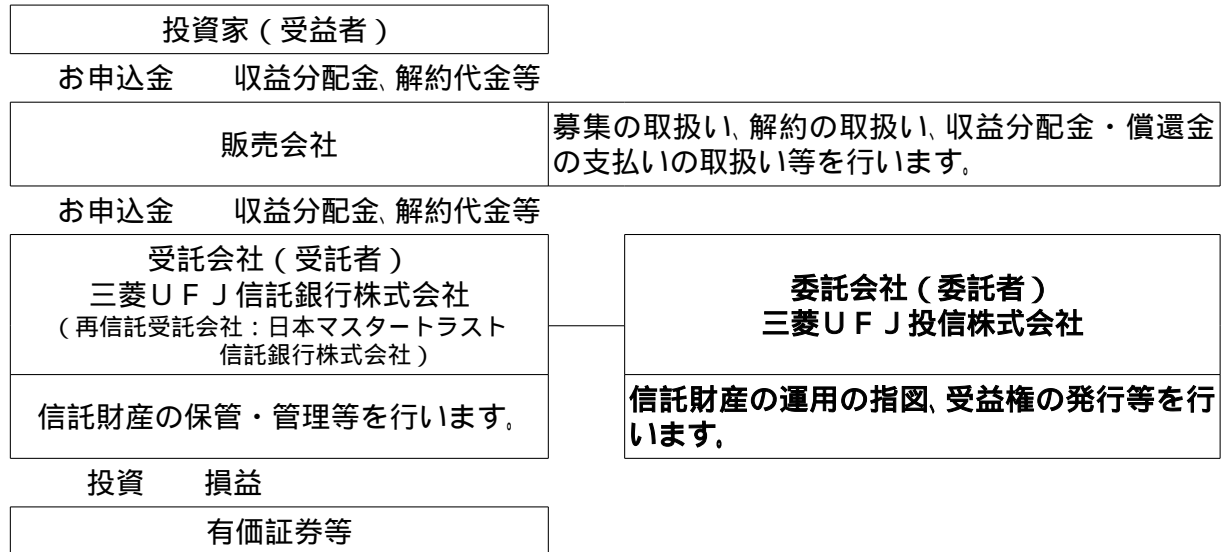 投資家(受益者)
お申込金 収益分配金、解約代金等
販売会社
募集の取扱い、解約の取扱い、収益分配金・償還金
の支払いの取扱い等を行います。
お申込金 収益分配金、解約代金等
受託会社(受託者)
三菱UFJ信託銀行株式会社
(再信託受託会社:日本マスタートラスト
信託銀行株式会社)
委託会社(委託者)
三菱UFJ投信株式会社
信託財産の保管・管理等を行います。
信託財産の運用の指図、受益権の発行等を行
います。
投資 損益
有価証券等